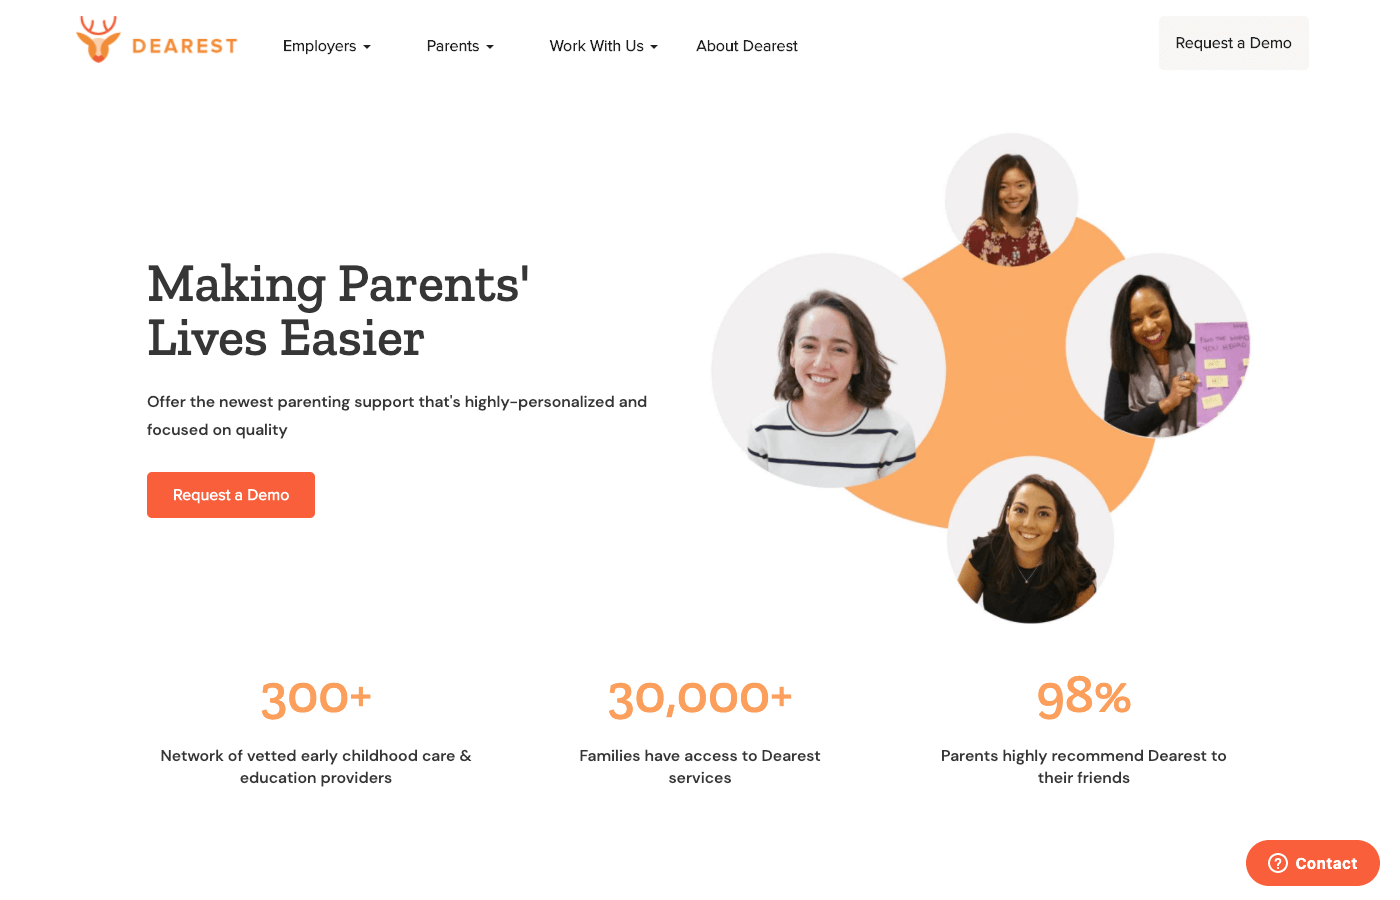 DEAREST
Employers
Parents
Work With Us
About Dearest
Request a Demo
Making Parents'
Lives Easier
Offer the newest parenting support that's highly-personalized and
focused on quality
Request a Demo
300+
Network of vetted early childhood care &
education providers
30,000+
Families have access to Dearest
services
98%
Parents highly recommend Dearest to
their friends
Contact